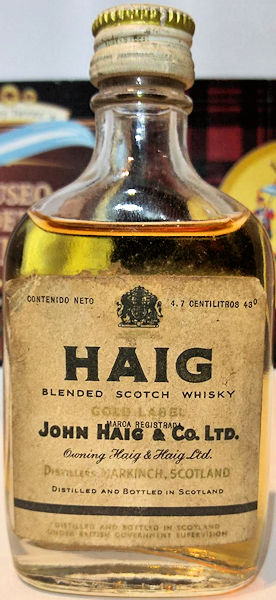 USEO
CONTENIDO NETO 4,7 CENTILITROS 43°
HAIG
BLENDED SCOTCH WHISKY
GOLD LABEL
MARCA REGISTRADA
JOHN HAIG & CO. LTD.
Owning Haig & Haig Ltd.
DISTILLERS, MARKINCH, SCOTLAND
DISTILLED AND BOTTLED IN SCOTLAND
DISTILLED AND BOTTLED IN SCOTLAND
UNDER BRITISH GOVERNMENT SUPERVISION